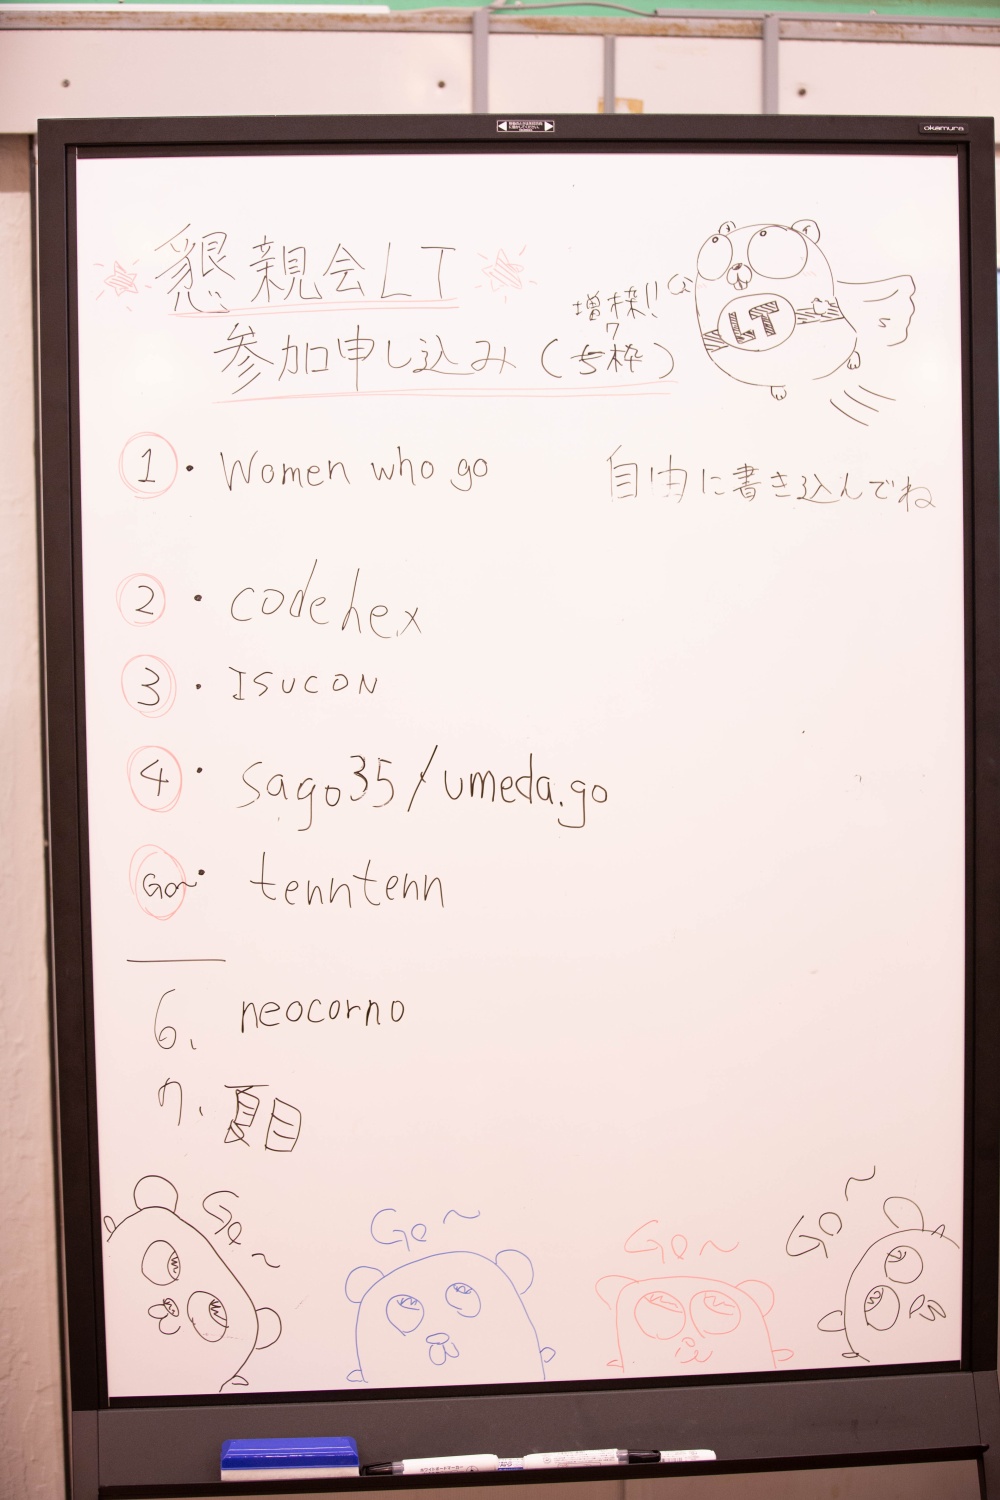 okamura
懇親会LT
増枠!!
7
参加申し込み(5枠)
LT
S
① • Women who go
自由に書き込んでね
② • codehex
③ • ISUCON
④ • sago35/umeda.go
Go~ • tenntenn
6. neocorno
7. 夏目
Go~
Go~
Go~
Go~